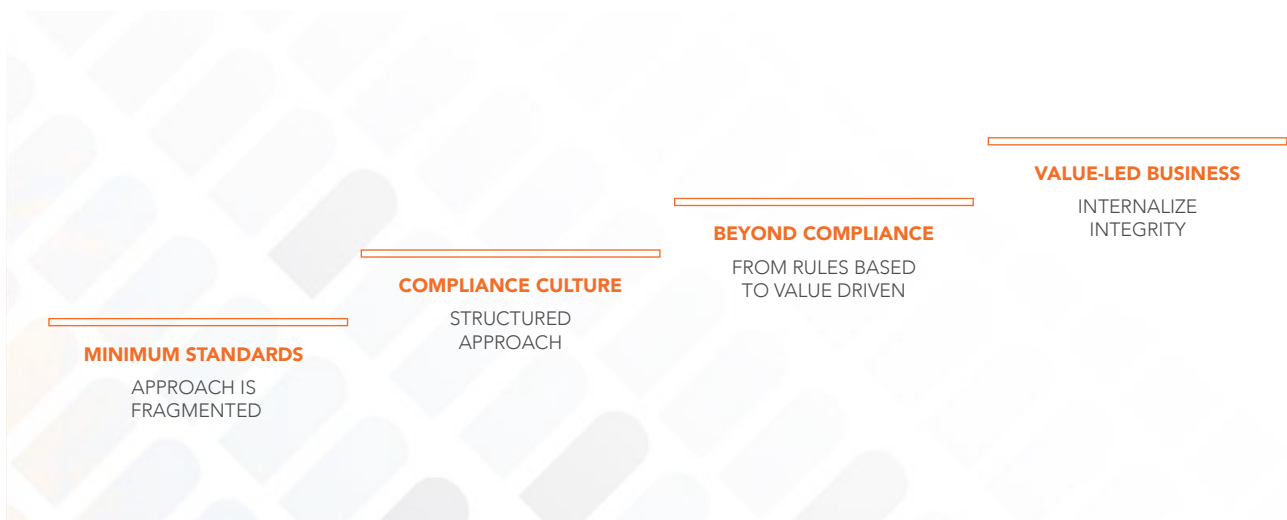 MINIMUM STANDARDS
APPROACH IS
FRAGMENTED
COMPLIANCE CULTURE
STRUCTURED
APPROACH
BEYOND COMPLIANCE
FROM RULES BASED
TO VALUE DRIVEN
VALUE-LED BUSINESS
INTERNALIZE
INTEGRITY